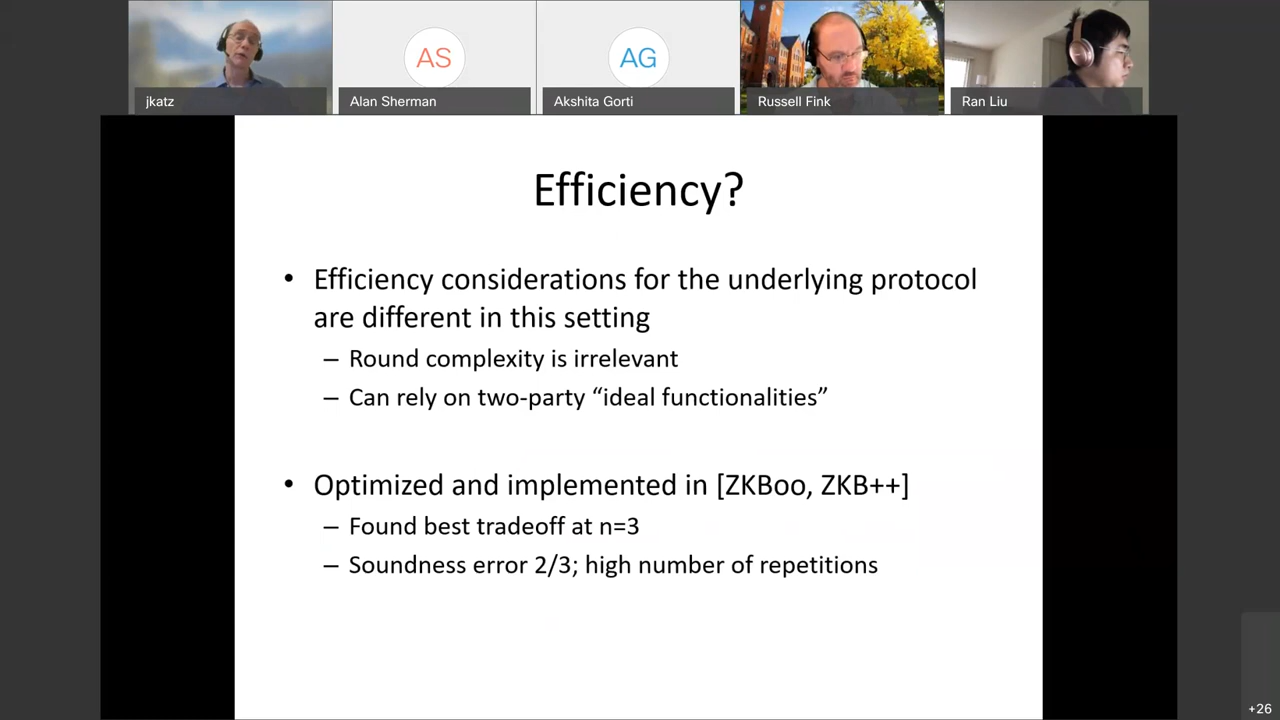 AS
AG
jkatz
Alan Sherman
Akshita Gorti
Russell Fink
Ran Liu
Efficiency?
• Efficiency considerations for the underlying protocol
are different in this setting
– Round complexity is irrelevant
– Can rely on two-party “ideal functionalities”
• Optimized and implemented in [ZKBoo, ZKB++]
– Found best tradeoff at n=3
– Soundness error 2/3; high number of repetitions
+26